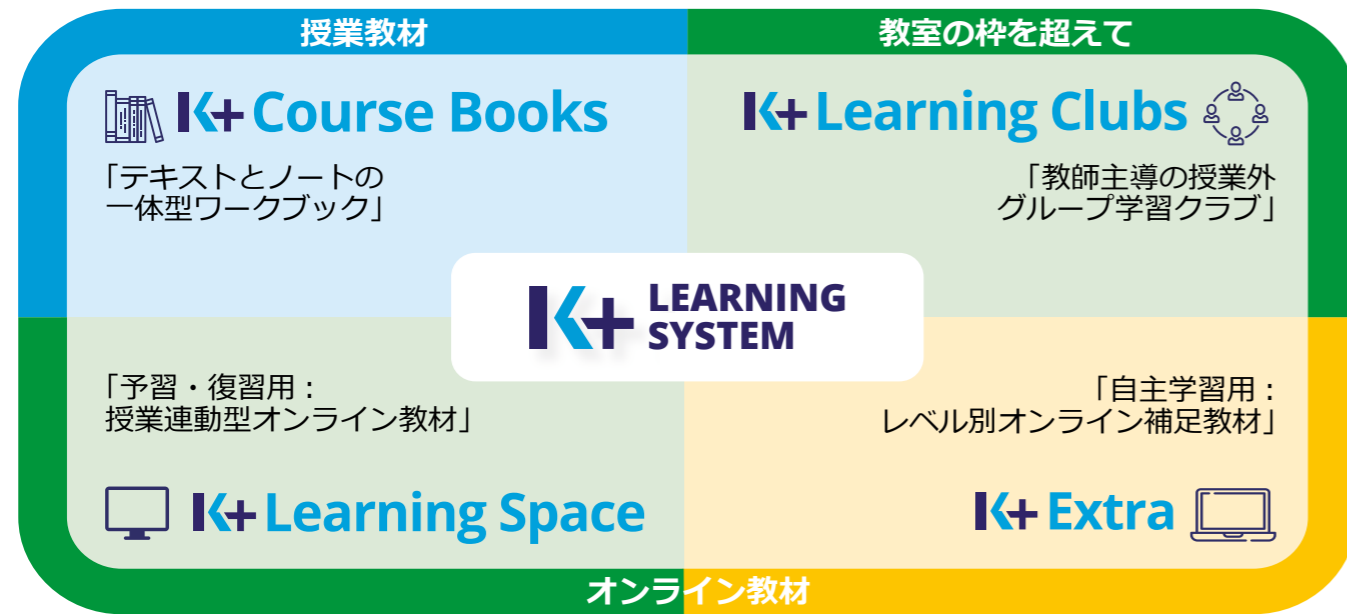 授業教材
教室の枠を超えて
K+ Course Books
「テキストとノートの
一体型ワークブック」
K+ Learning Clubs
「教師主導の授業外
グループ学習クラブ」
K+ LEARNING
SYSTEM
「予習・復習用：
授業連動型オンライン教材」
K+ Learning Space
「自主学習用：
レベル別オンライン補足教材」
K+ Extra
オンライン教材